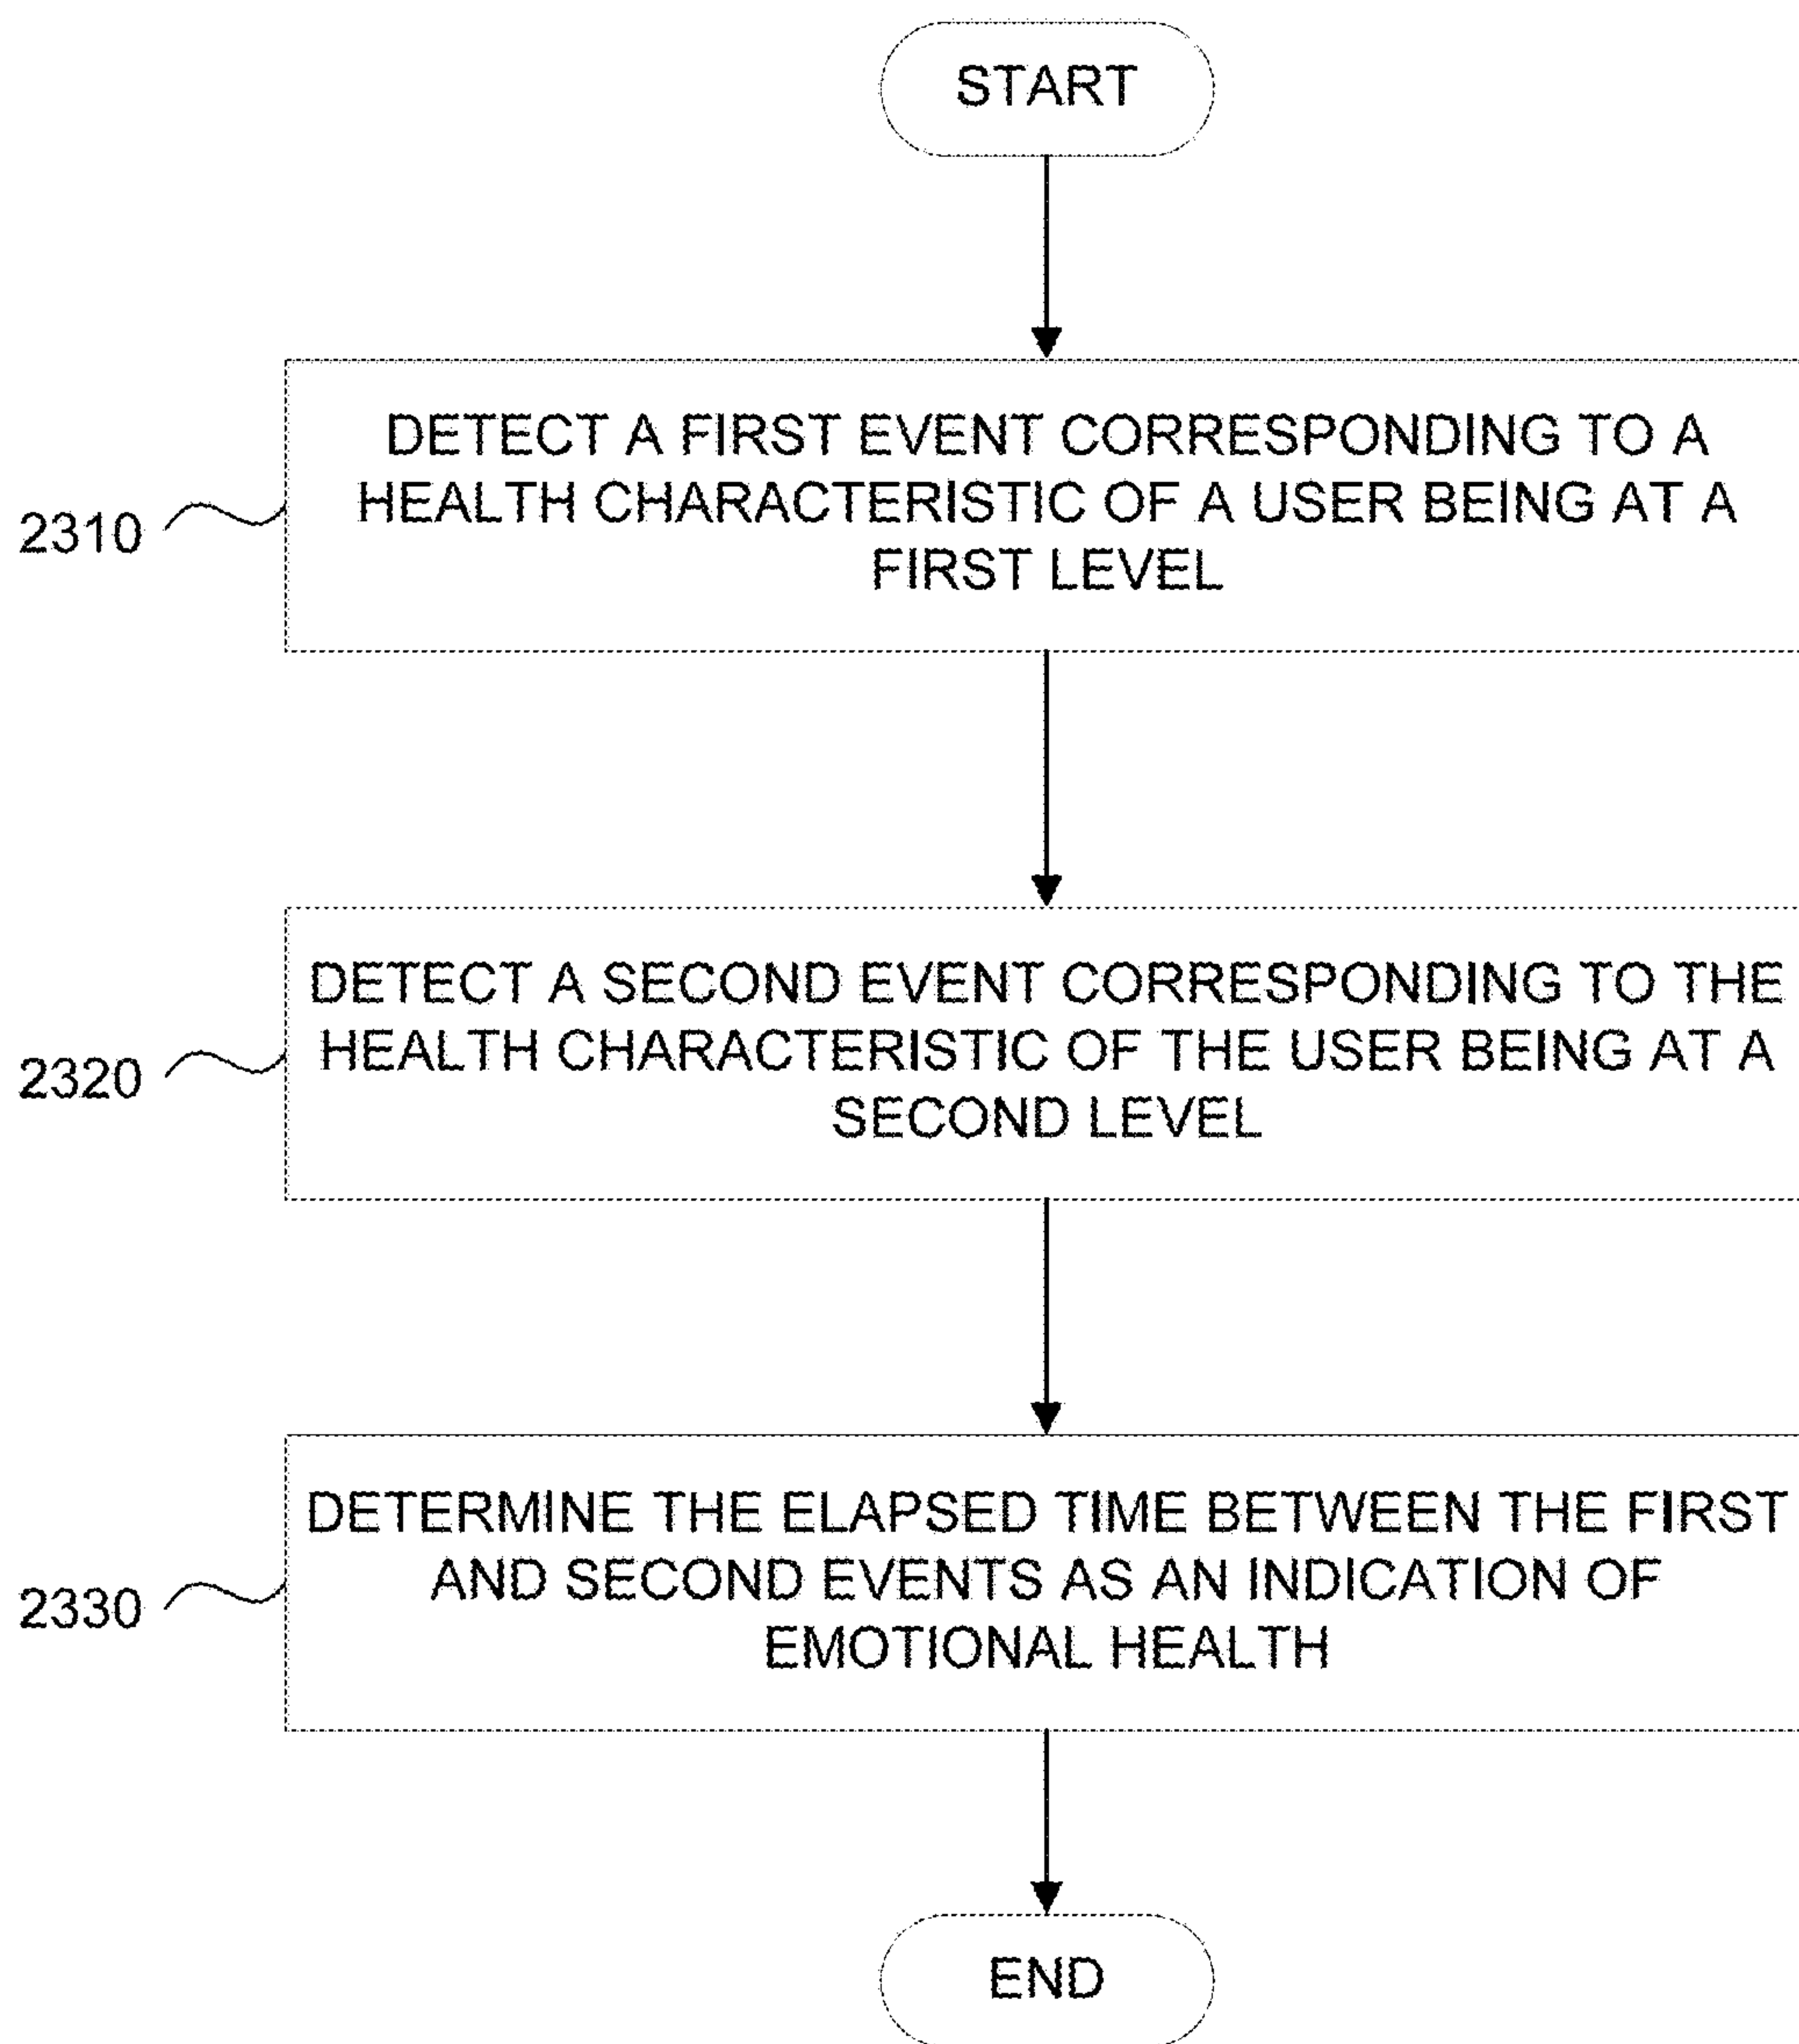 START
DETECT A FIRST EVENT CORRESPONDING TO A
HEALTH CHARACTERISTIC OF A USER BEING AT A
FIRST LEVEL
2310
DETECT A SECOND EVENT CORRESPONDING TO THE
HEALTH CHARACTERISTIC OF THE USER BEING AT A
SECOND LEVEL
2320
DETERMINE THE ELAPSED TIME BETWEEN THE FIRST
AND SECOND EVENTS AS AN INDICATION OF
EMOTIONAL HEALTH
2330
END